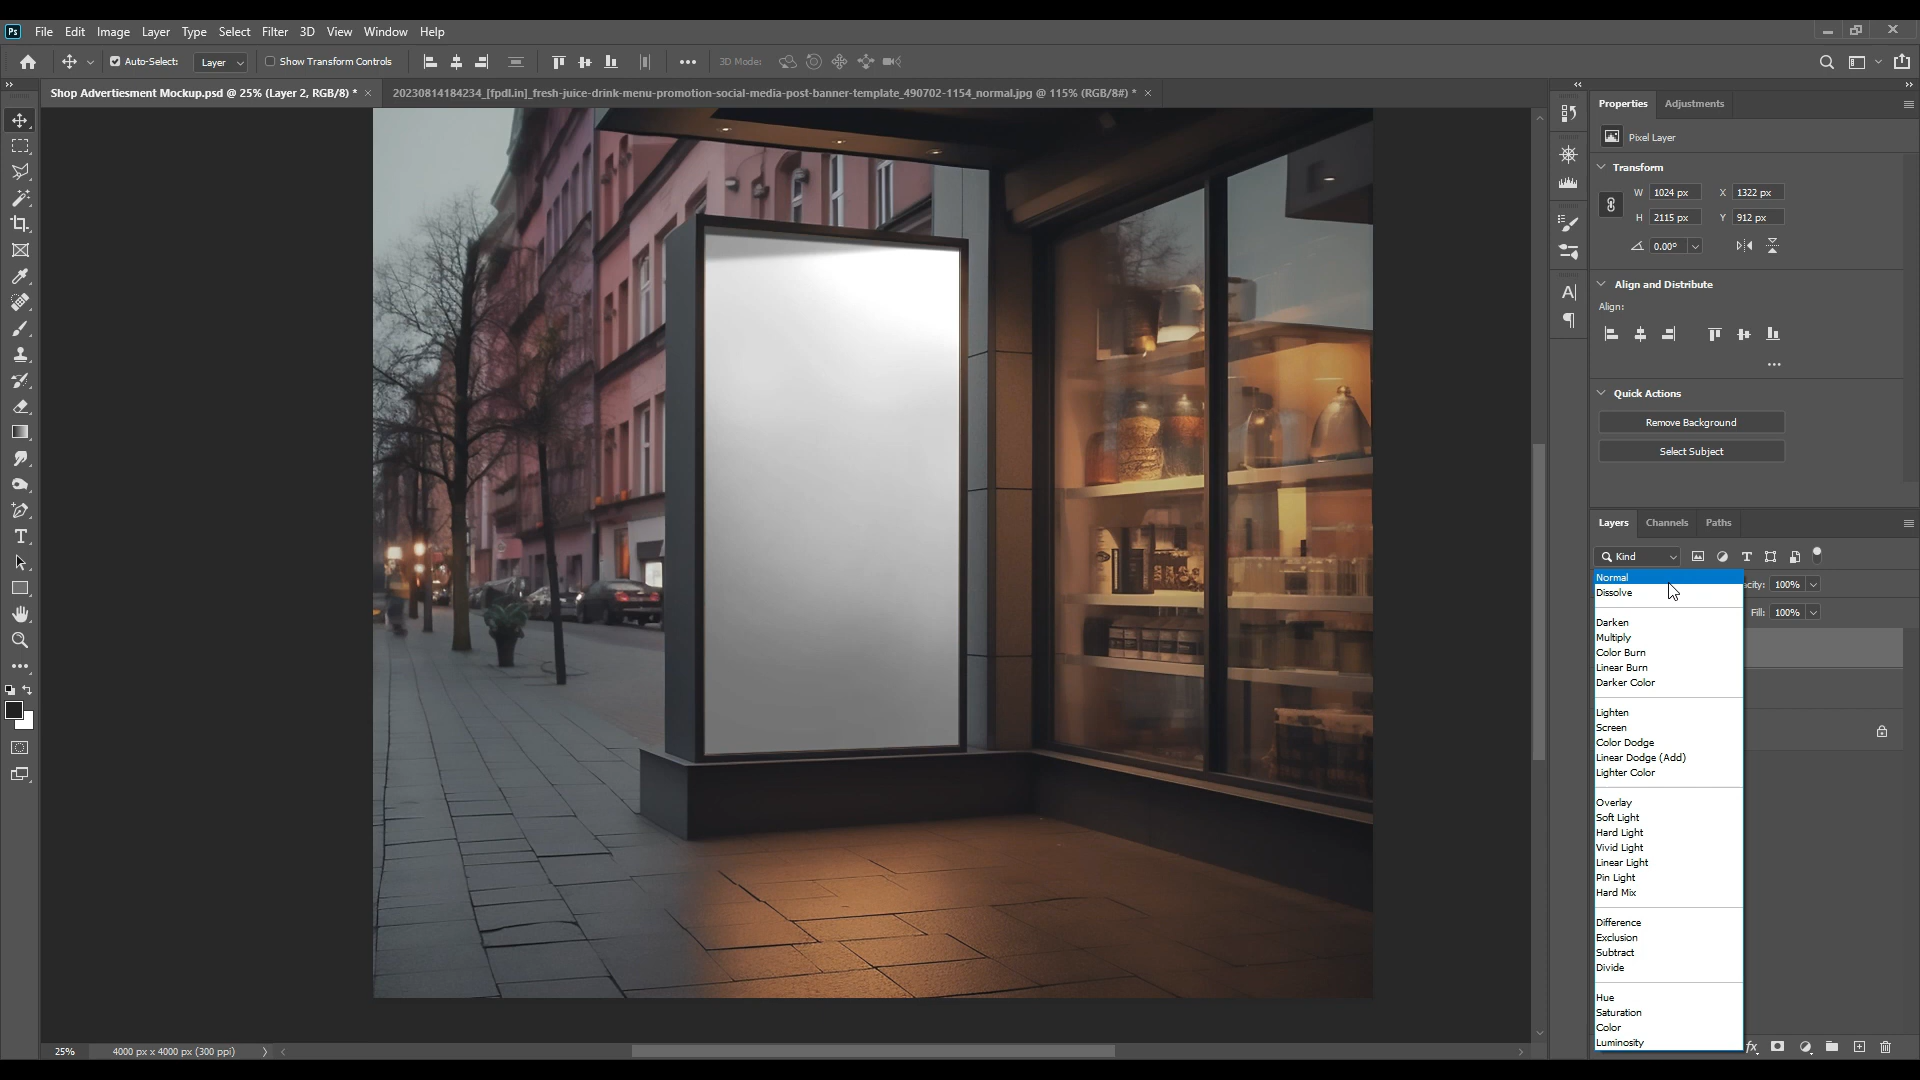 Ps File Edit Image Layer Type Select Filter 3D View Window Help
Auto-Select: Layer Show Transform Controls 3D Mode:
Shop Advertiesment Mockup.psd @ 25% (Layer 2, RGB/8) * 20230814184234_[fpdl.in]_fresh-juice-drink-menu-promotion-social-media-post-banner-template_490702-1154_normal.jpg @ 115% (RGB/8#) *
Properties Adjustments
Pixel Layer
Transform
W 1024 px X 1322 px
H 2115 px Y 912 px
0.00°
Align and Distribute
Align:
Quick Actions
Remove Background
Select Subject
Layers Channels Paths
Kind
Normal
acity: 100%
Dissolve
Fill: 100%
Darken
Multiply
Color Burn
Linear Burn
Darker Color
Lighten
Screen
Color Dodge
Linear Dodge (Add)
Lighter Color
Overlay
Soft Light
Hard Light
Vivid Light
Linear Light
Pin Light
Hard Mix
Difference
Exclusion
Subtract
Divide
Hue
Saturation
Color
Luminosity
fx
25% 4000 px x 4000 px (300 ppi)